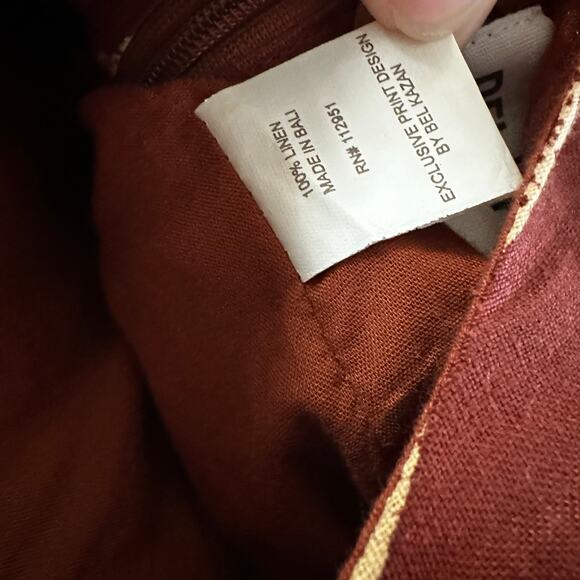 100% LINEN
MADE IN BALI
RN# 112951
EXCLUSIVE PRINT DESIGN
BY BEL KAZAN